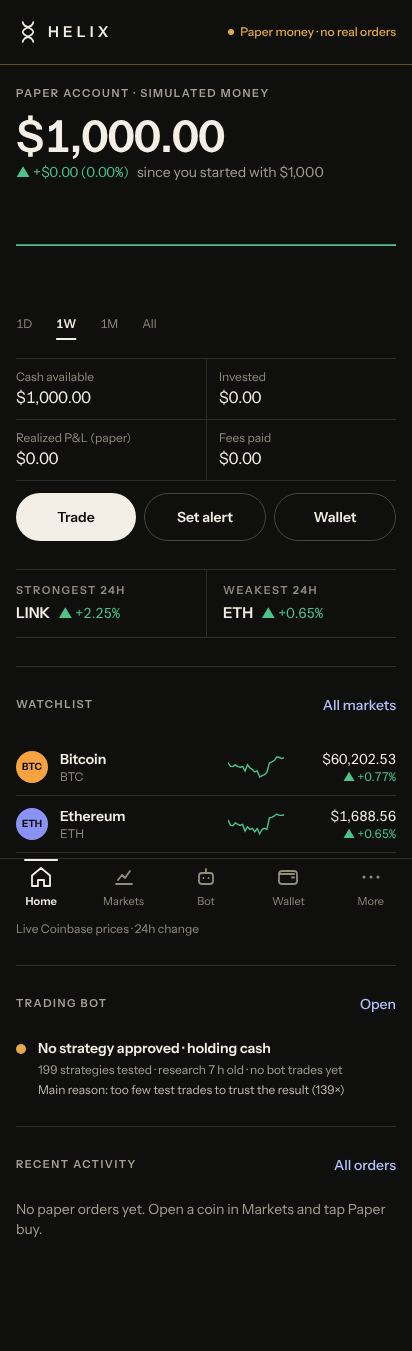 HELIX
Paper money · no real orders
PAPER ACCOUNT · SIMULATED MONEY
$1,000.00
▲ +$0.00 (0.00%) since you started with $1,000
1D 1W 1M All
Cash available
$1,000.00
Invested
$0.00
Realized P&L (paper)
$0.00
Fees paid
$0.00
Trade
Set alert
Wallet
STRONGEST 24H
LINK ▲ +2.25%
WEAKEST 24H
ETH ▲ +0.65%
WATCHLIST
All markets
BTC
Bitcoin
BTC
$60,202.53
▲ +0.77%
ETH
Ethereum
ETH
$1,688.56
▲ +0.65%
Home
Markets
Bot
Wallet
More
Live Coinbase prices · 24h change
TRADING BOT
Open
No strategy approved · holding cash
199 strategies tested · research 7 h old · no bot trades yet
Main reason: too few test trades to trust the result (139×)
RECENT ACTIVITY
All orders
No paper orders yet. Open a coin in Markets and tap Paper
buy.